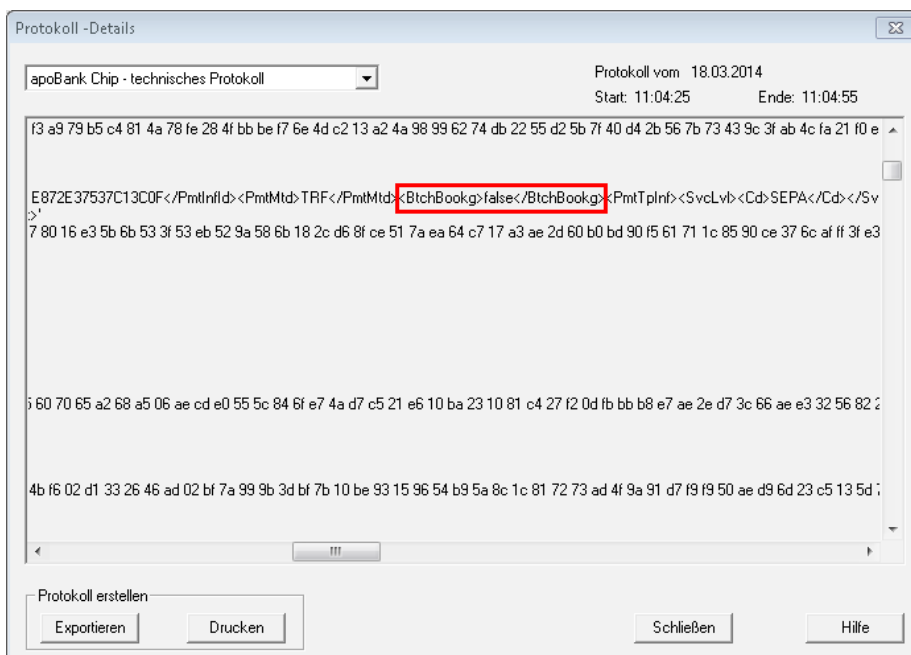 Protokoll -Details
apoBank Chip - technisches Protokoll
Protokoll vom 18.03.2014
Start: 11:04:25 Ende: 11:04:55
f3 a9 79 b5 c4 81 4a 78 fe 28 4f bb be f7 6e 4d c2 13 a2 4a 98 99 62 74 db 22 55 d2 5b 7f 40 d4 2b 56 7b 73 43 9c 3f ab 4c fa 21 f0 e
E872E37537C13C0F</PmtInfId><PmtMtd>TRF</PmtMtd><BtchBookg>false</BtchBookg><PmtTpInf><SvcLvl><Cd>SEPA</Cd></Sv
>'
7 80 16 e3 5b 6b 53 3f 53 eb 52 9a 58 6b 18 2c d6 8f ce 51 7a ea 64 c7 17 a3 ae 2d 60 b0 bd 90 f5 61 71 1c 85 90 ce 37 6c af ff 3f e3
60 70 65 a2 68 a5 06 ae cd e0 55 5c 84 6f e7 4a d7 c5 21 e6 10 ba 23 10 81 c4 27 f2 0d fb bb b8 e7 ae 2e d7 3c 66 ae e3 32 56 82 2
4b f6 02 d1 33 26 46 ad 02 bf 7a 99 9b 3d bf 7b 10 be 93 15 96 54 b9 5a 8c 1c 81 72 73 ad 4f 9a 91 d7 f9 f9 50 ae d9 6d 23 c5 13 5d
Protokoll erstellen
Exportieren Drucken Schließen Hilfe